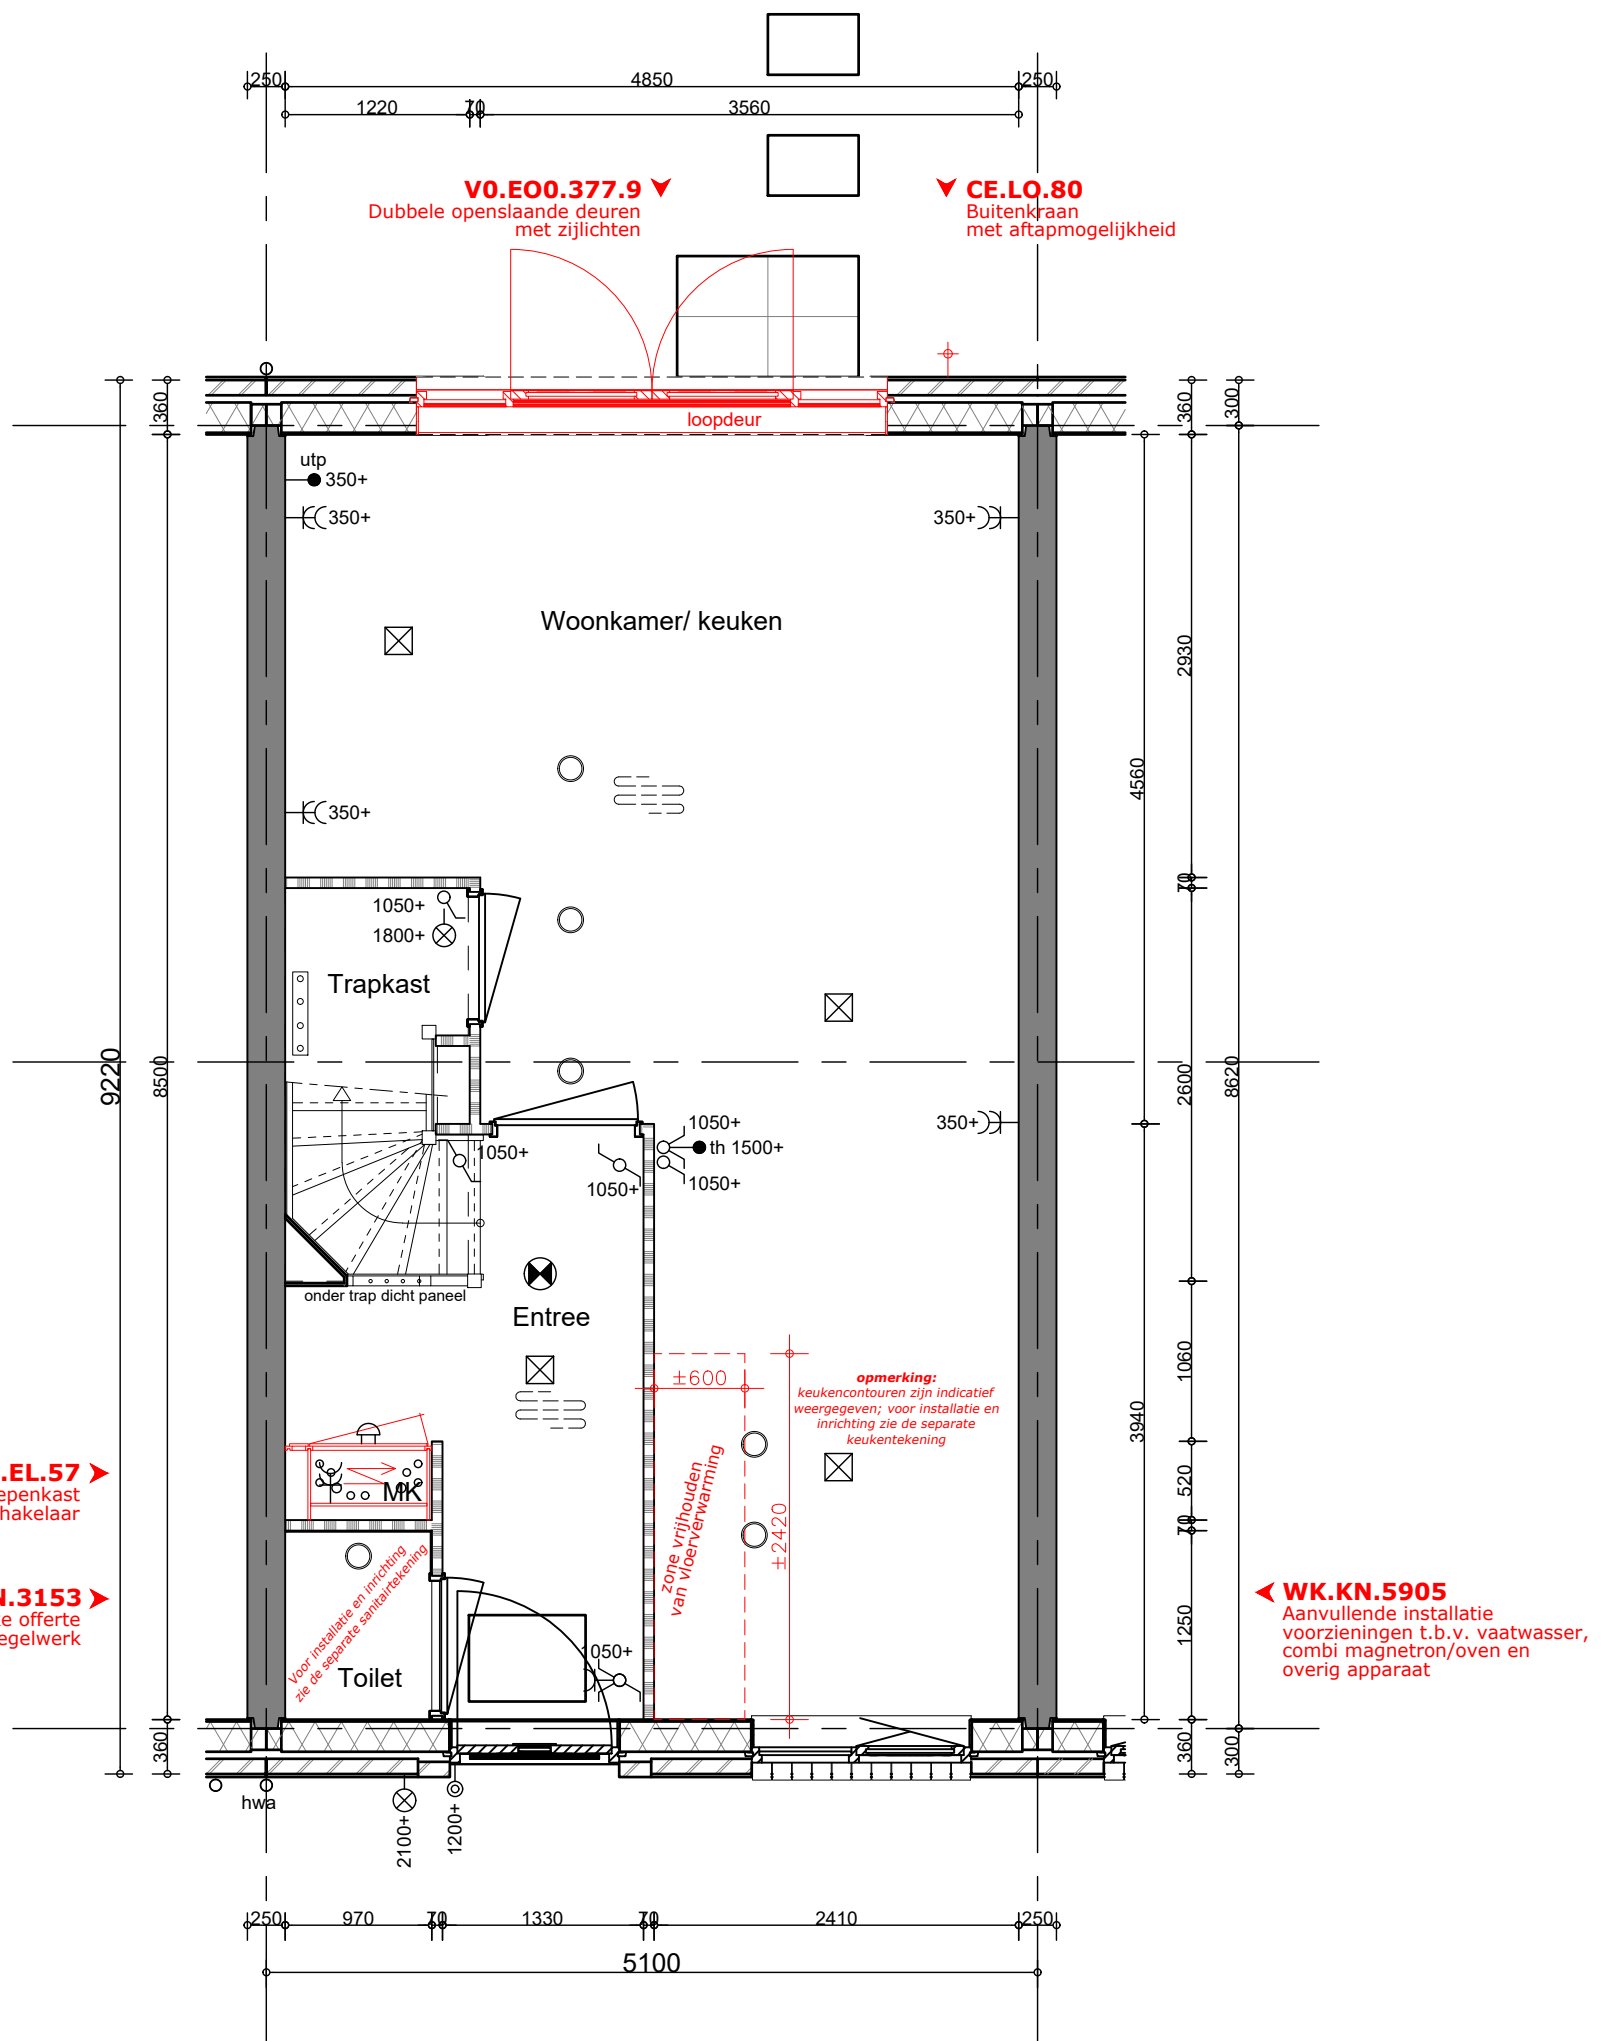 250
4850
250
1220
70
3560
V0.EO0.377.9
Dubbele openslaande deuren
met zijlichten
CE.LO.80
Buitenkraan
met aftapmogelijkheid
360
360
300
loopdeur
utp
350+
350+
350+
Woonkamer/ keuken
2930
4560
350+
70
1050+
1800+
Trapkast
9220
8500
2600
8620
350+
1050+
th 1500+
1050+
1050+
1050+
onder trap dicht paneel
Entree
1060
±600
opmerking:
keukencontouren zijn indicatief
weergegeven; voor installatie en
inrichting zie de separate
keukentekening
3940
.EL.57
epenkast
hakelaar
MK
520
70
zone vrijhouden
van vloerverwarming
±2420
Voor installatie en inrichting
zie de separate sanitairtekening
N.3153
e offerte
egelwerk
WK.KN.5905
Aanvullende installatie
voorzieningen t.b.v. vaatwasser,
combi magnetron/oven en
overig apparaat
1250
Toilet
1050+
360
360
300
hwa
2100+
1200+
250
970
70
1330
70
2410
250
5100